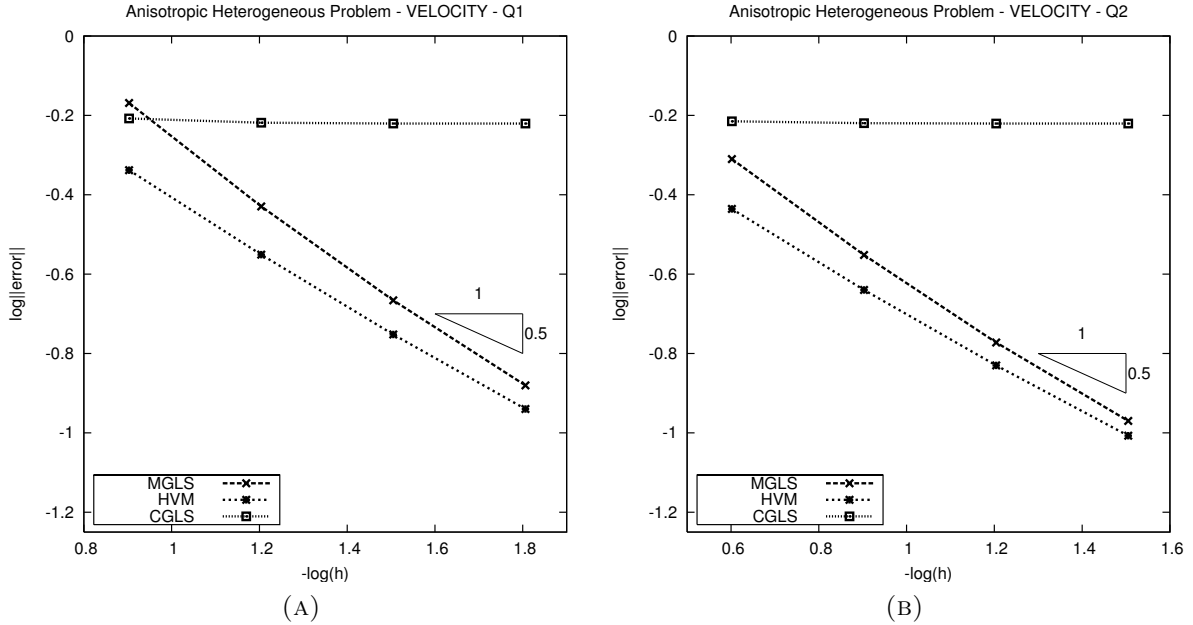 Anisotropic Heterogeneous Problem - VELOCITY - Q1
0
-0.2
-0.4
-0.6
-0.8
-1
-1.2
log||error||
1
0.5
MGLS
HVM
CGLS
0.8
1
1.2
1.4
1.6
1.8
-log(h)
(A)
Anisotropic Heterogeneous Problem - VELOCITY - Q2
0
-0.2
-0.4
-0.6
-0.8
-1
-1.2
log||error||
1
0.5
MGLS
HVM
CGLS
0.6
0.8
1
1.2
1.4
1.6
-log(h)
(B)